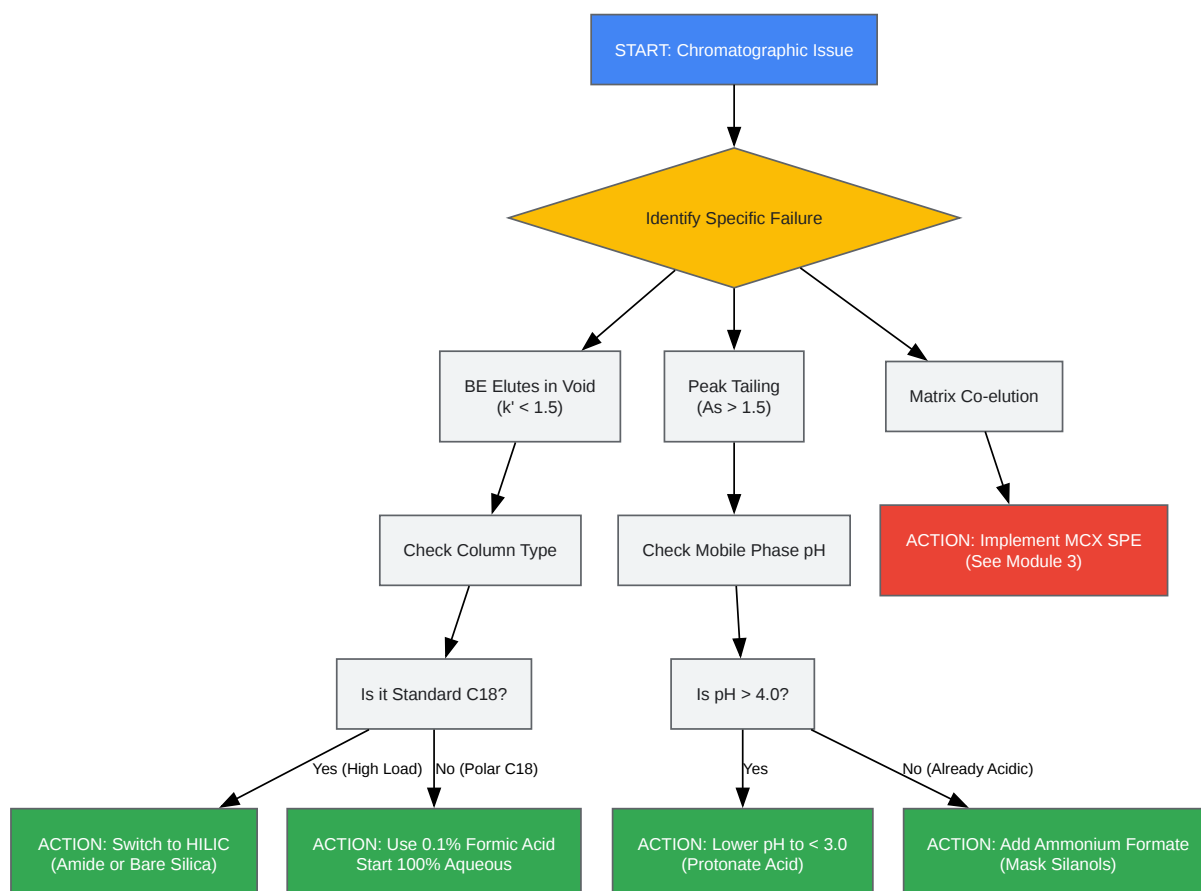 START: Chromatographic Issue
Identify Specific Failure
BE Elutes in Void
(k' < 1.5)
Peak Tailing
(As > 1.5)
Matrix Co-elution
Check Column Type
Check Mobile Phase pH
ACTION: Implement MCX SPE
(See Module 3)
Is it Standard C18?
Is pH > 4.0?
Yes (High Load)
No (Polar C18)
Yes
No (Already Acidic)
ACTION: Switch to HILIC
(Amide or Bare Silica)
ACTION: Use 0.1% Formic Acid
Start 100% Aqueous
ACTION: Lower pH to < 3.0
(Protonate Acid)
ACTION: Add Ammonium Formate
(Mask Silanols)